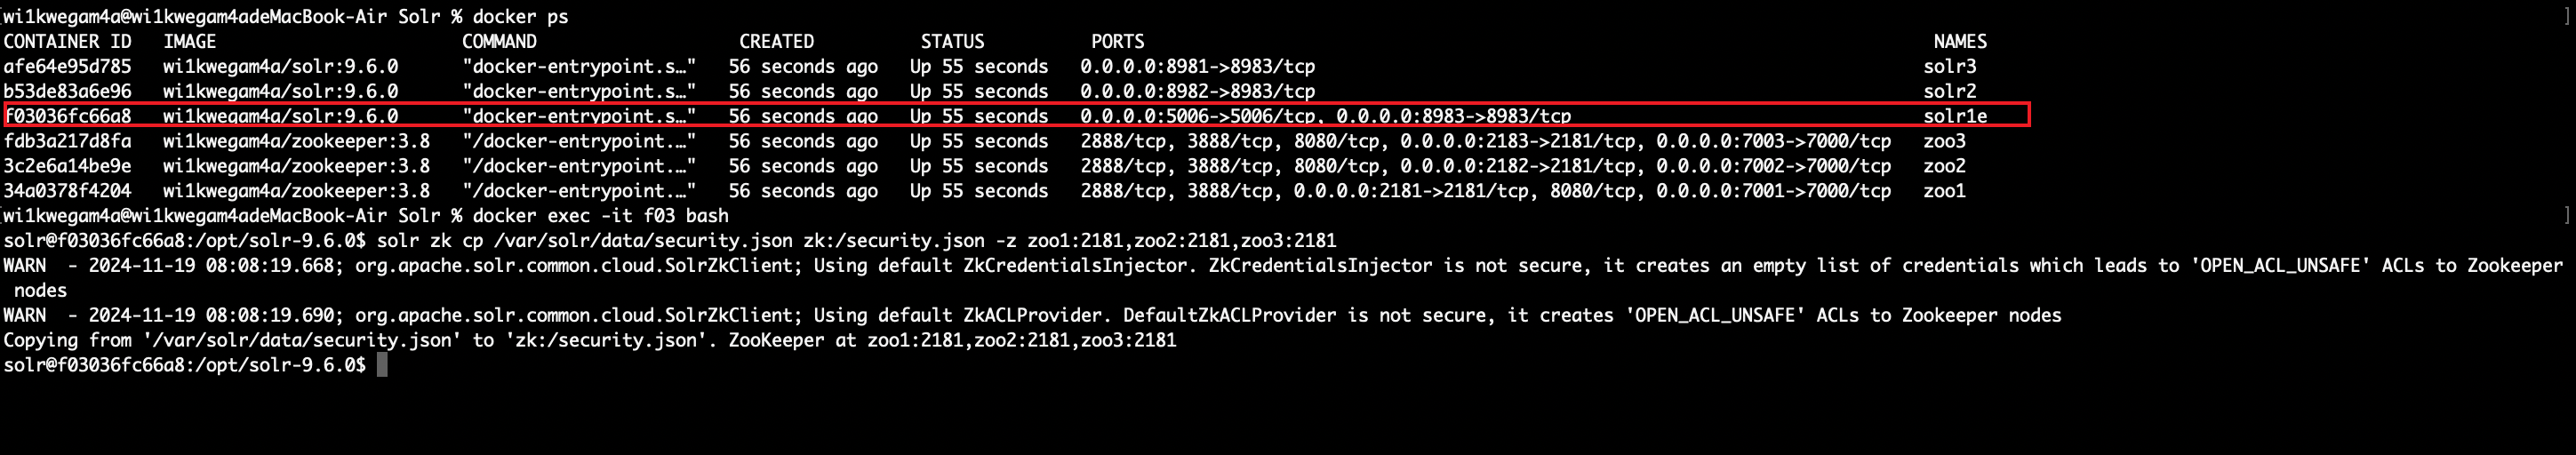 [wi1kwegam4a@wi1kwegam4adeMacBook-Air Solr % docker ps ]
CONTAINER ID   IMAGE                       COMMAND                  CREATED          STATUS          PORTS                                                                        NAMES
afe64e95d785   wi1kwegam4a/solr:9.6.0      "docker-entrypoint.s…"   56 seconds ago   Up 55 seconds   0.0.0.0:8981->8983/tcp                                                       solr3
b53de83a6e96   wi1kwegam4a/solr:9.6.0      "docker-entrypoint.s…"   56 seconds ago   Up 55 seconds   0.0.0.0:8982->8983/tcp                                                       solr2
f03036fc66a8   wi1kwegam4a/solr:9.6.0      "docker-entrypoint.s…"   56 seconds ago   Up 55 seconds   0.0.0.0:5006->5006/tcp, 0.0.0.0:8983->8983/tcp                               solr1e
fdb3a217d8fa   wi1kwegam4a/zookeeper:3.8   "/docker-entrypoint.…"   56 seconds ago   Up 55 seconds   2888/tcp, 3888/tcp, 8080/tcp, 0.0.0.0:2183->2181/tcp, 0.0.0.0:7003->7000/tcp   zoo3
3c2e6a14be9e   wi1kwegam4a/zookeeper:3.8   "/docker-entrypoint.…"   56 seconds ago   Up 55 seconds   2888/tcp, 3888/tcp, 8080/tcp, 0.0.0.0:2182->2181/tcp, 0.0.0.0:7002->7000/tcp   zoo2
34a0378f4204   wi1kwegam4a/zookeeper:3.8   "/docker-entrypoint.…"   56 seconds ago   Up 55 seconds   2888/tcp, 3888/tcp, 0.0.0.0:2181->2181/tcp, 8080/tcp, 0.0.0.0:7001->7000/tcp   zoo1
[wi1kwegam4a@wi1kwegam4adeMacBook-Air Solr % docker exec -it f03 bash ]
solr@f03036fc66a8:/opt/solr-9.6.0$ solr zk cp /var/solr/data/security.json zk:/security.json -z zoo1:2181,zoo2:2181,zoo3:2181
WARN  - 2024-11-19 08:08:19.668; org.apache.solr.common.cloud.SolrZkClient; Using default ZkCredentialsInjector. ZkCredentialsInjector is not secure, it creates an empty list of credentials which leads to 'OPEN_ACL_UNSAFE' ACLs to Zookeeper
nodes
WARN  - 2024-11-19 08:08:19.690; org.apache.solr.common.cloud.SolrZkClient; Using default ZkACLProvider. DefaultZkACLProvider is not secure, it creates 'OPEN_ACL_UNSAFE' ACLs to Zookeeper nodes
Copying from '/var/solr/data/security.json' to 'zk:/security.json'. ZooKeeper at zoo1:2181,zoo2:2181,zoo3:2181
solr@f03036fc66a8:/opt/solr-9.6.0$